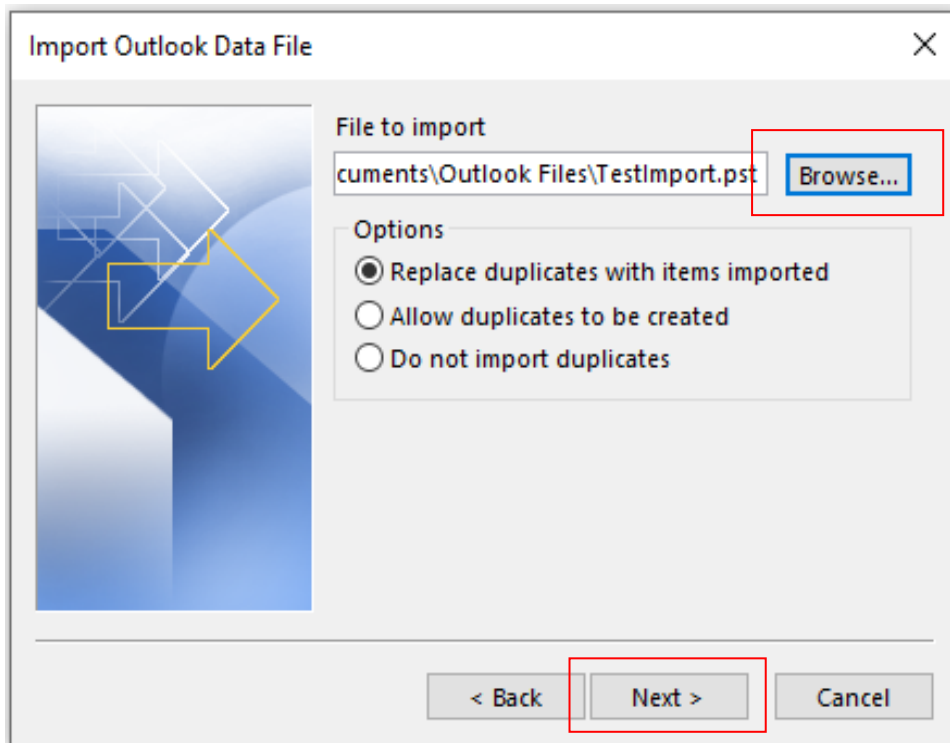 Import Outlook Data File
File to import
cuments\Outlook Files\TestImport.pst
Browse...
Options
Replace duplicates with items imported
Allow duplicates to be created
Do not import duplicates
< Back
Next >
Cancel